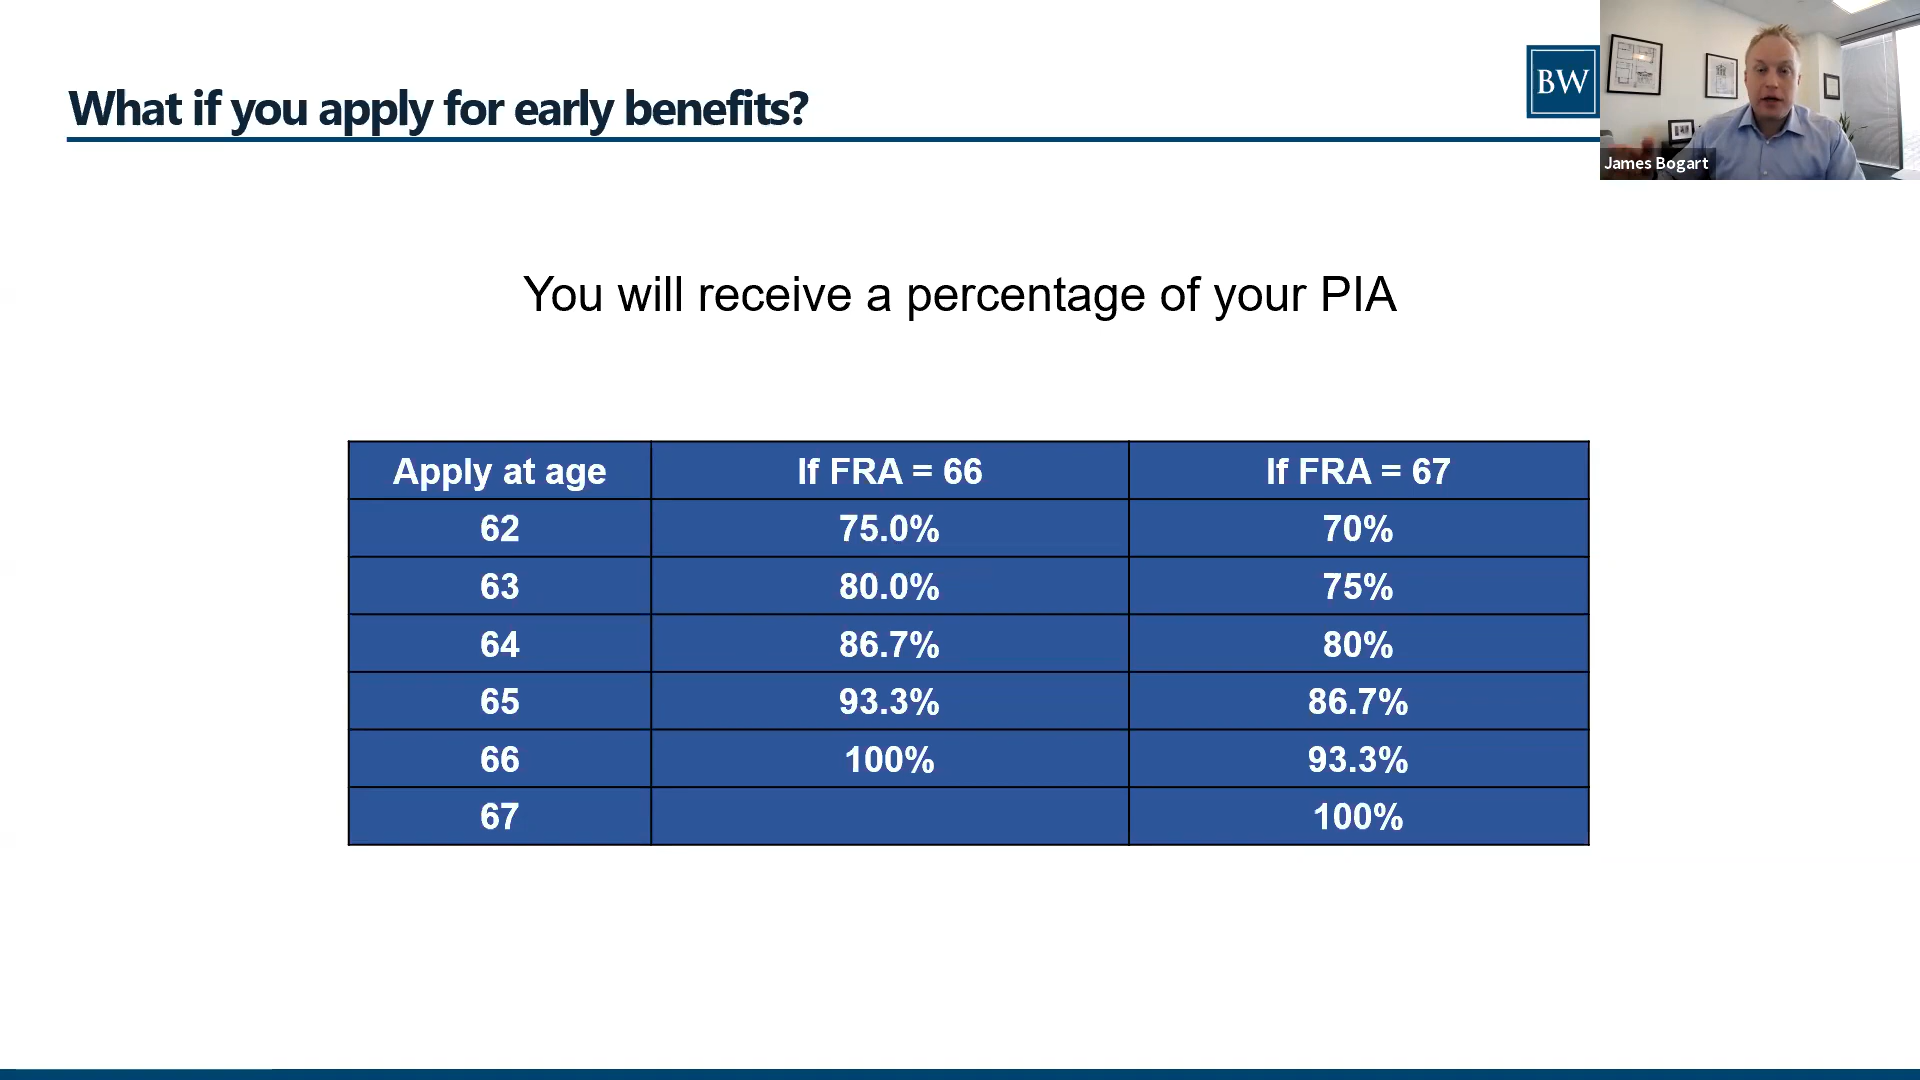 What if you apply for early benefits?
BW
James Bogart
You will receive a percentage of your PIA
Apply at age If FRA = 66 If FRA = 67
62 75.0% 70%
63 80.0% 75%
64 86.7% 80%
65 93.3% 86.7%
66 100% 93.3%
67 100%